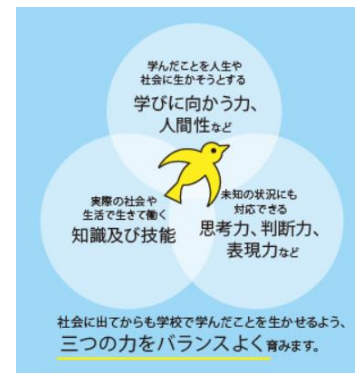 学んだことを人生や
社会に生かそうとする
学びに向かう力、
人間性など
実際の社会や
生活で生きて働く
知識及び技能
未知の状況にも
対応できる
思考力、判断力、
表現力など
社会に出てからも学校で学んだことを生かせるよう、
三つの力をバランスよく育みます。